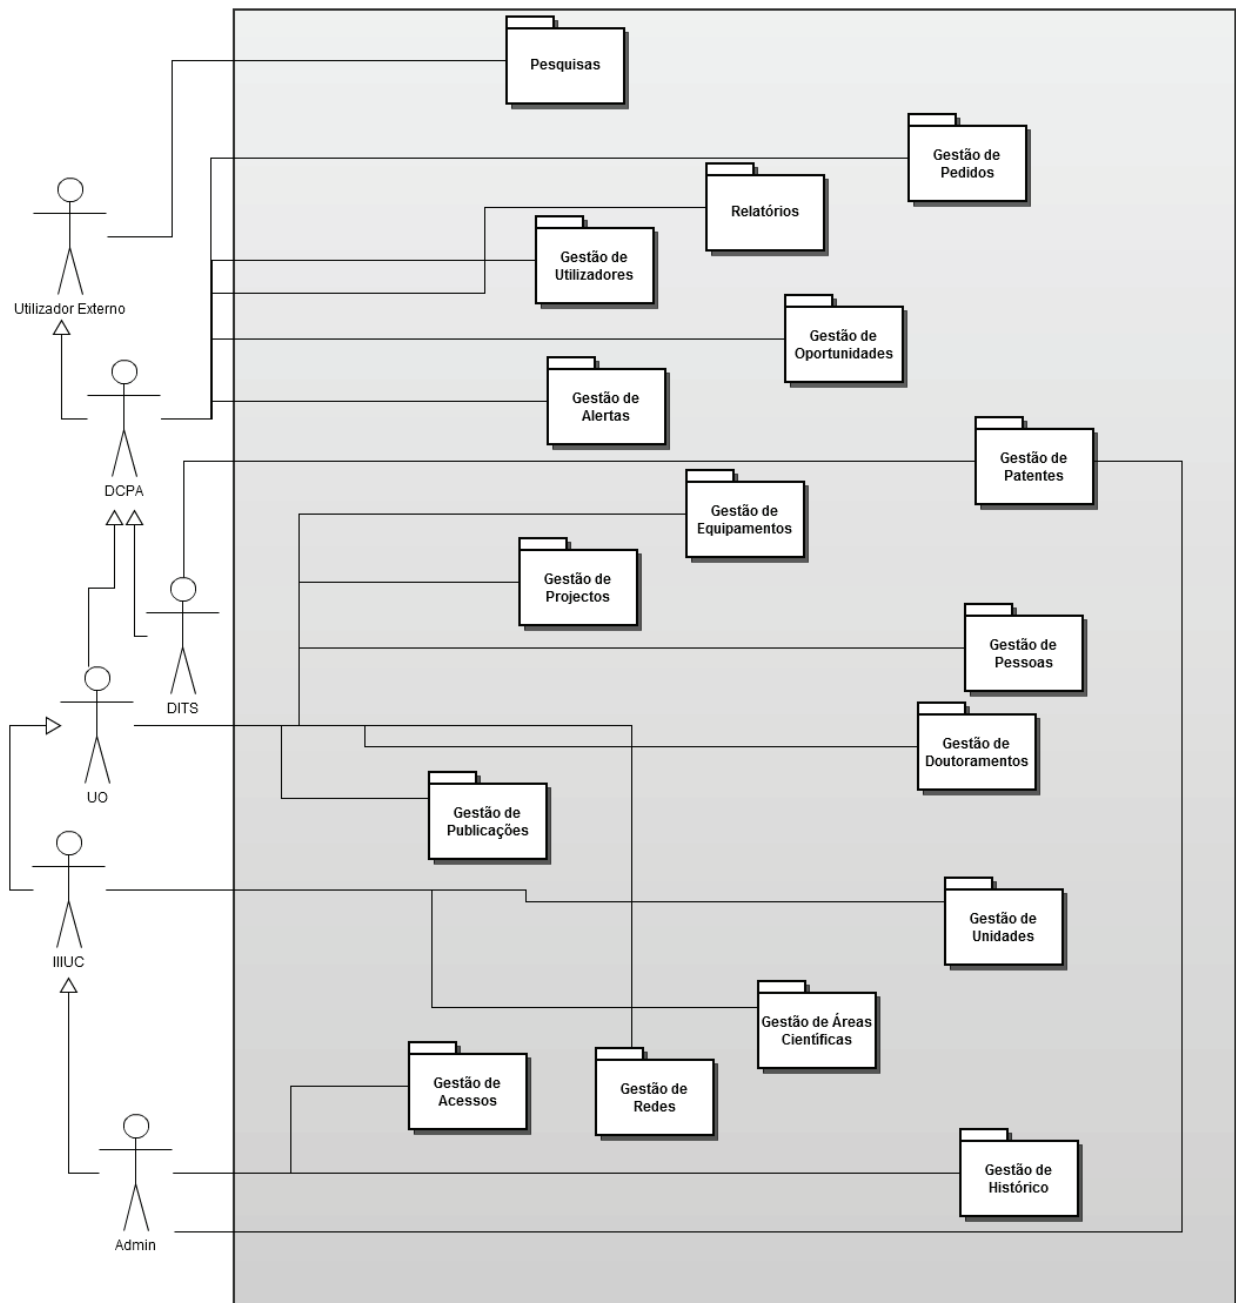 Pesquisas
Gestão de
Pedidos
Relatórios
Gestão de
Utilizadores
Utilizador Externo
Gestão de
Oportunidades
Gestão de
Alertas
DCPA
Gestão de
Patentes
Gestão de
Equipamentos
Gestão de
Projectos
Gestão de
Pessoas
DITS
Gestão de
Doutoramentos
UO
Gestão de
Publicações
Gestão de
Unidades
IIIUC
Gestão de Áreas
Científicas
Gestão de
Acessos
Gestão de
Redes
Gestão de
Histórico
Admin